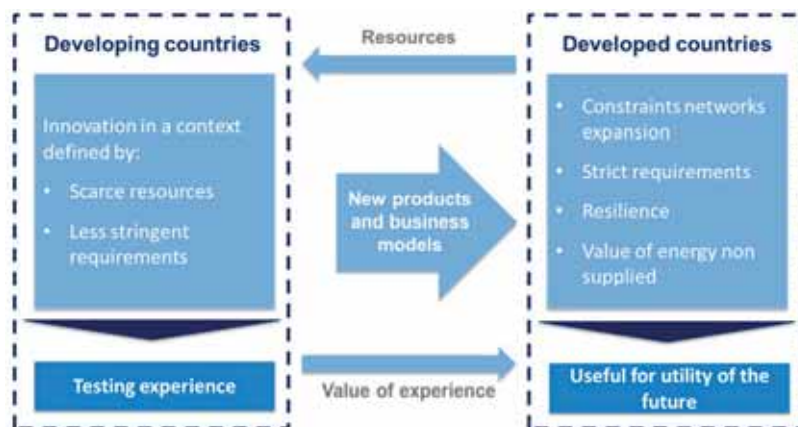 Developing countries
Innovation in a context
defined by:
• Scarce resources
• Less stringent
requirements
Testing experience
Resources
New products
and business
models
Value of experience
Developed countries
• Constraints networks
expansion
• Strict requirements
• Resilience
• Value of energy non
supplied
Useful for utility of the
future